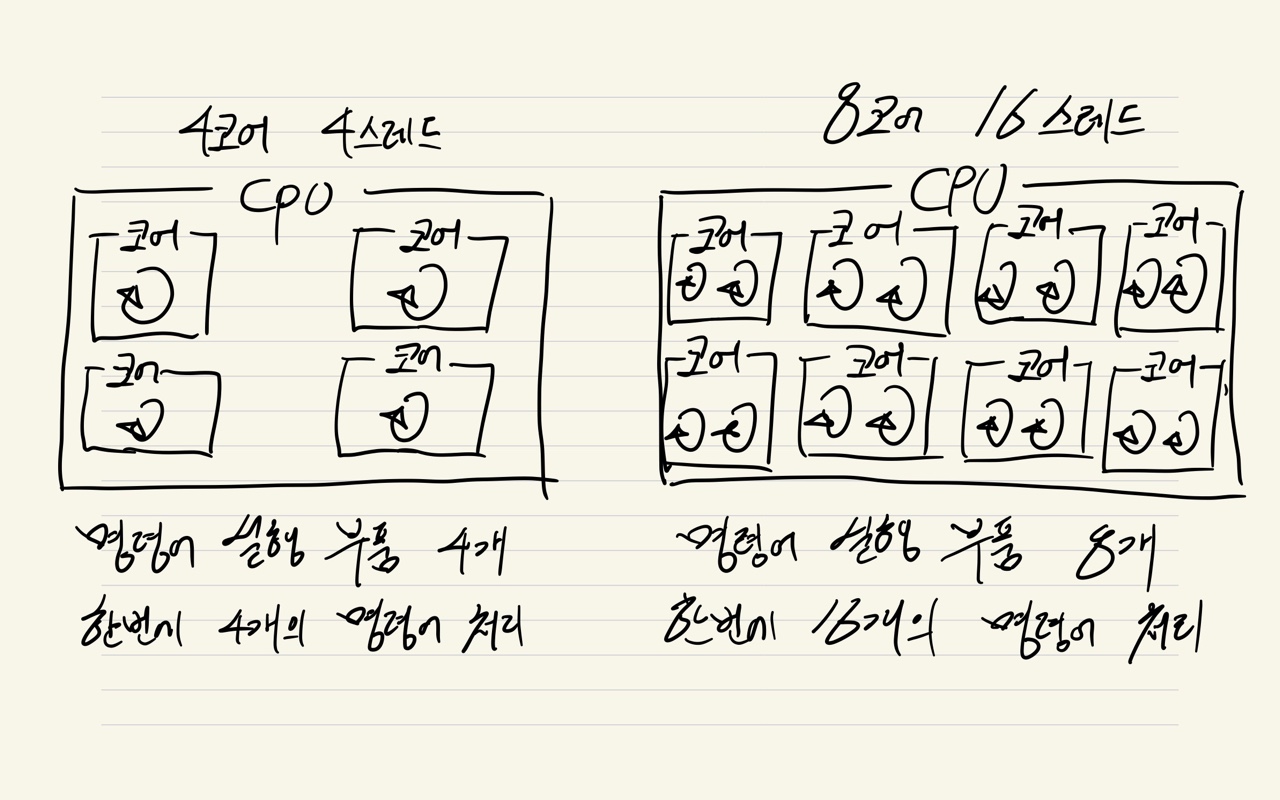 4코어 4스레드
CPU
코어 코어
코어 코어
명령어 실행 부품 4개
한번에 4개의 명령어 처리
8코어 16스레드
CPU
코어 코어 코어 코어
코어 코어 코어 코어
명령어 실행 부품 8개
한번에 16개의 명령어 처리